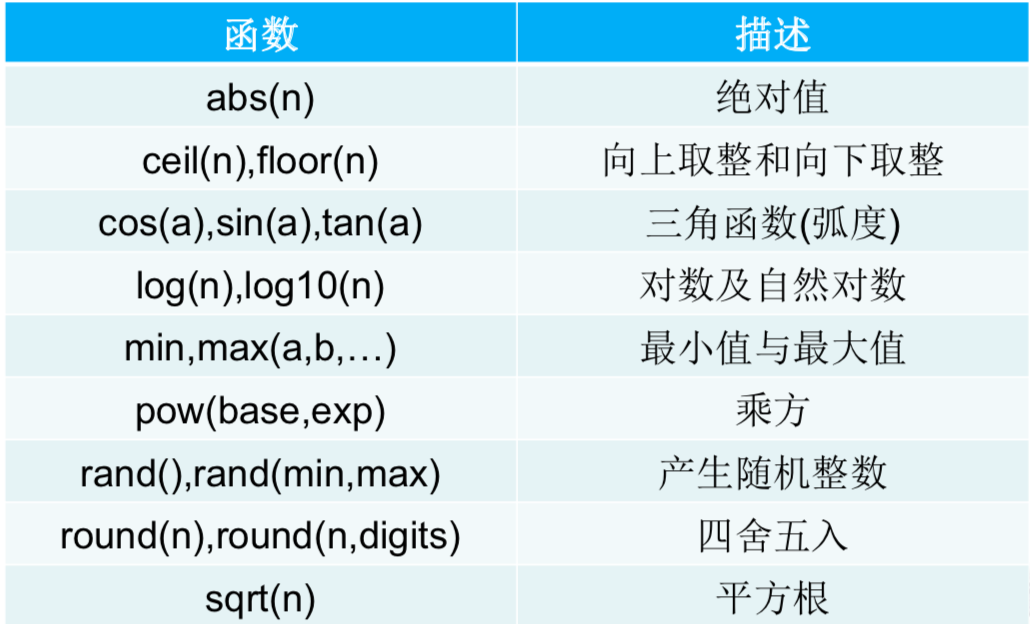 函数 描述
abs(n) 绝对值
ceil(n),floor(n) 向上取整和向下取整
cos(a),sin(a),tan(a) 三角函数(弧度)
log(n),log10(n) 对数及自然对数
min,max(a,b,…) 最小值与最大值
pow(base,exp) 乘方
rand(),rand(min,max) 产生随机整数
round(n),round(n,digits) 四舍五入
sqrt(n) 平方根